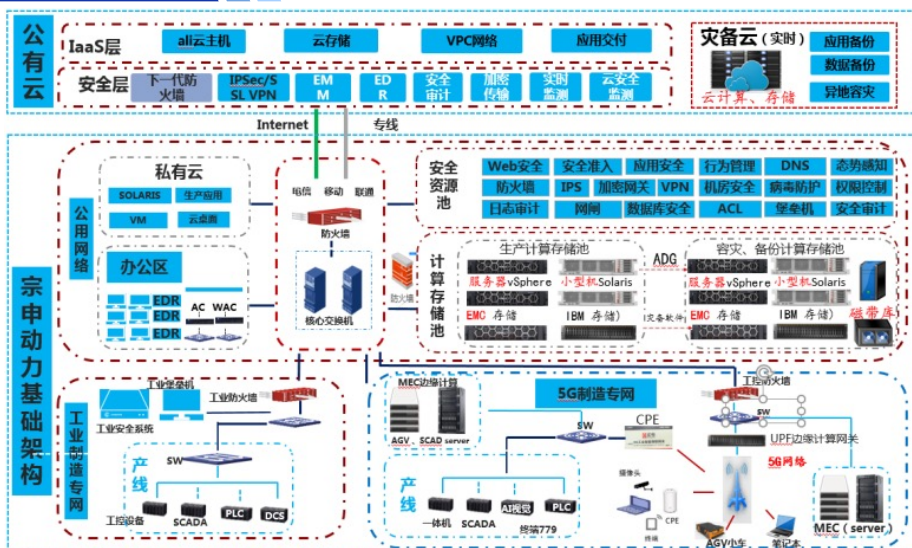 公有云
IaaS层
all云主机
云存储
VPC网络
应用交付
安全层
下一代防火墙
IPSec/SSL VPN
EMM
EDR
安全审计
加密传输
实时监测
云安全监测
灾备云（实时）
云计算、存储
应用备份
数据备份
异地容灾
Internet
专线
宗申动力基础架构
公用网络
私有云
SOLARIS
生产应用
VM
云桌面
办公区
EDR
EDR
EDR
AC
WAC
电信
移动
联通
防火墙
核心交换机
防火墙
安全资源池
Web安全
安全准入
应用安全
行为管理
DNS
态势感知
防火墙
IPS
加密网关
VPN
机房安全
病毒防护
权限控制
日志审计
网闸
数据库安全
ACL
堡垒机
安全审计
计算存储池
生产计算存储池
服务器vSphere
小型机Solaris
EMC 存储
IBM 存储)
ADG
(灾备软件)
容灾、备份计算存储池
服务器vSphere
小型机Solaris
EMC 存储
IBM 存储)
磁带库
工业制造专网
工业堡垒机
工业安全系统
工业防火墙
SW
产线
工控设备
SCADA
PLC
DCS
5G制造专网
MEC边缘计算
AGV、SCAD server
SW
CPE
产线
一体机
SCADA
AI视觉
PLC
终端779
工控防火墙
SW
UPF边缘计算网关
5G网络
摄像头
终端
CPE
AGV小车
笔记本
MEC（server）